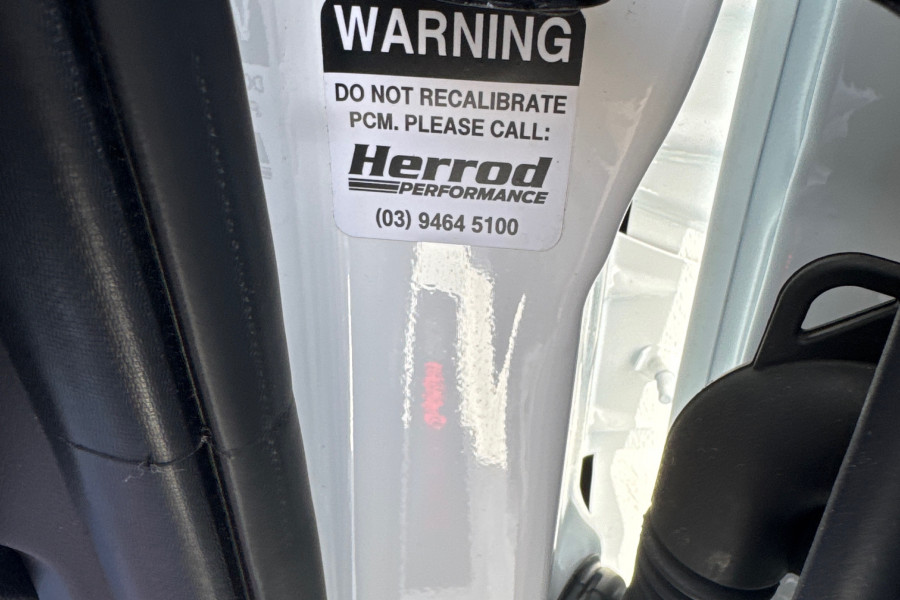 WARNING
DO NOT RECALIBRATE
PCM. PLEASE CALL:
Herrod
PERFORMANCE
(03) 9464 5100